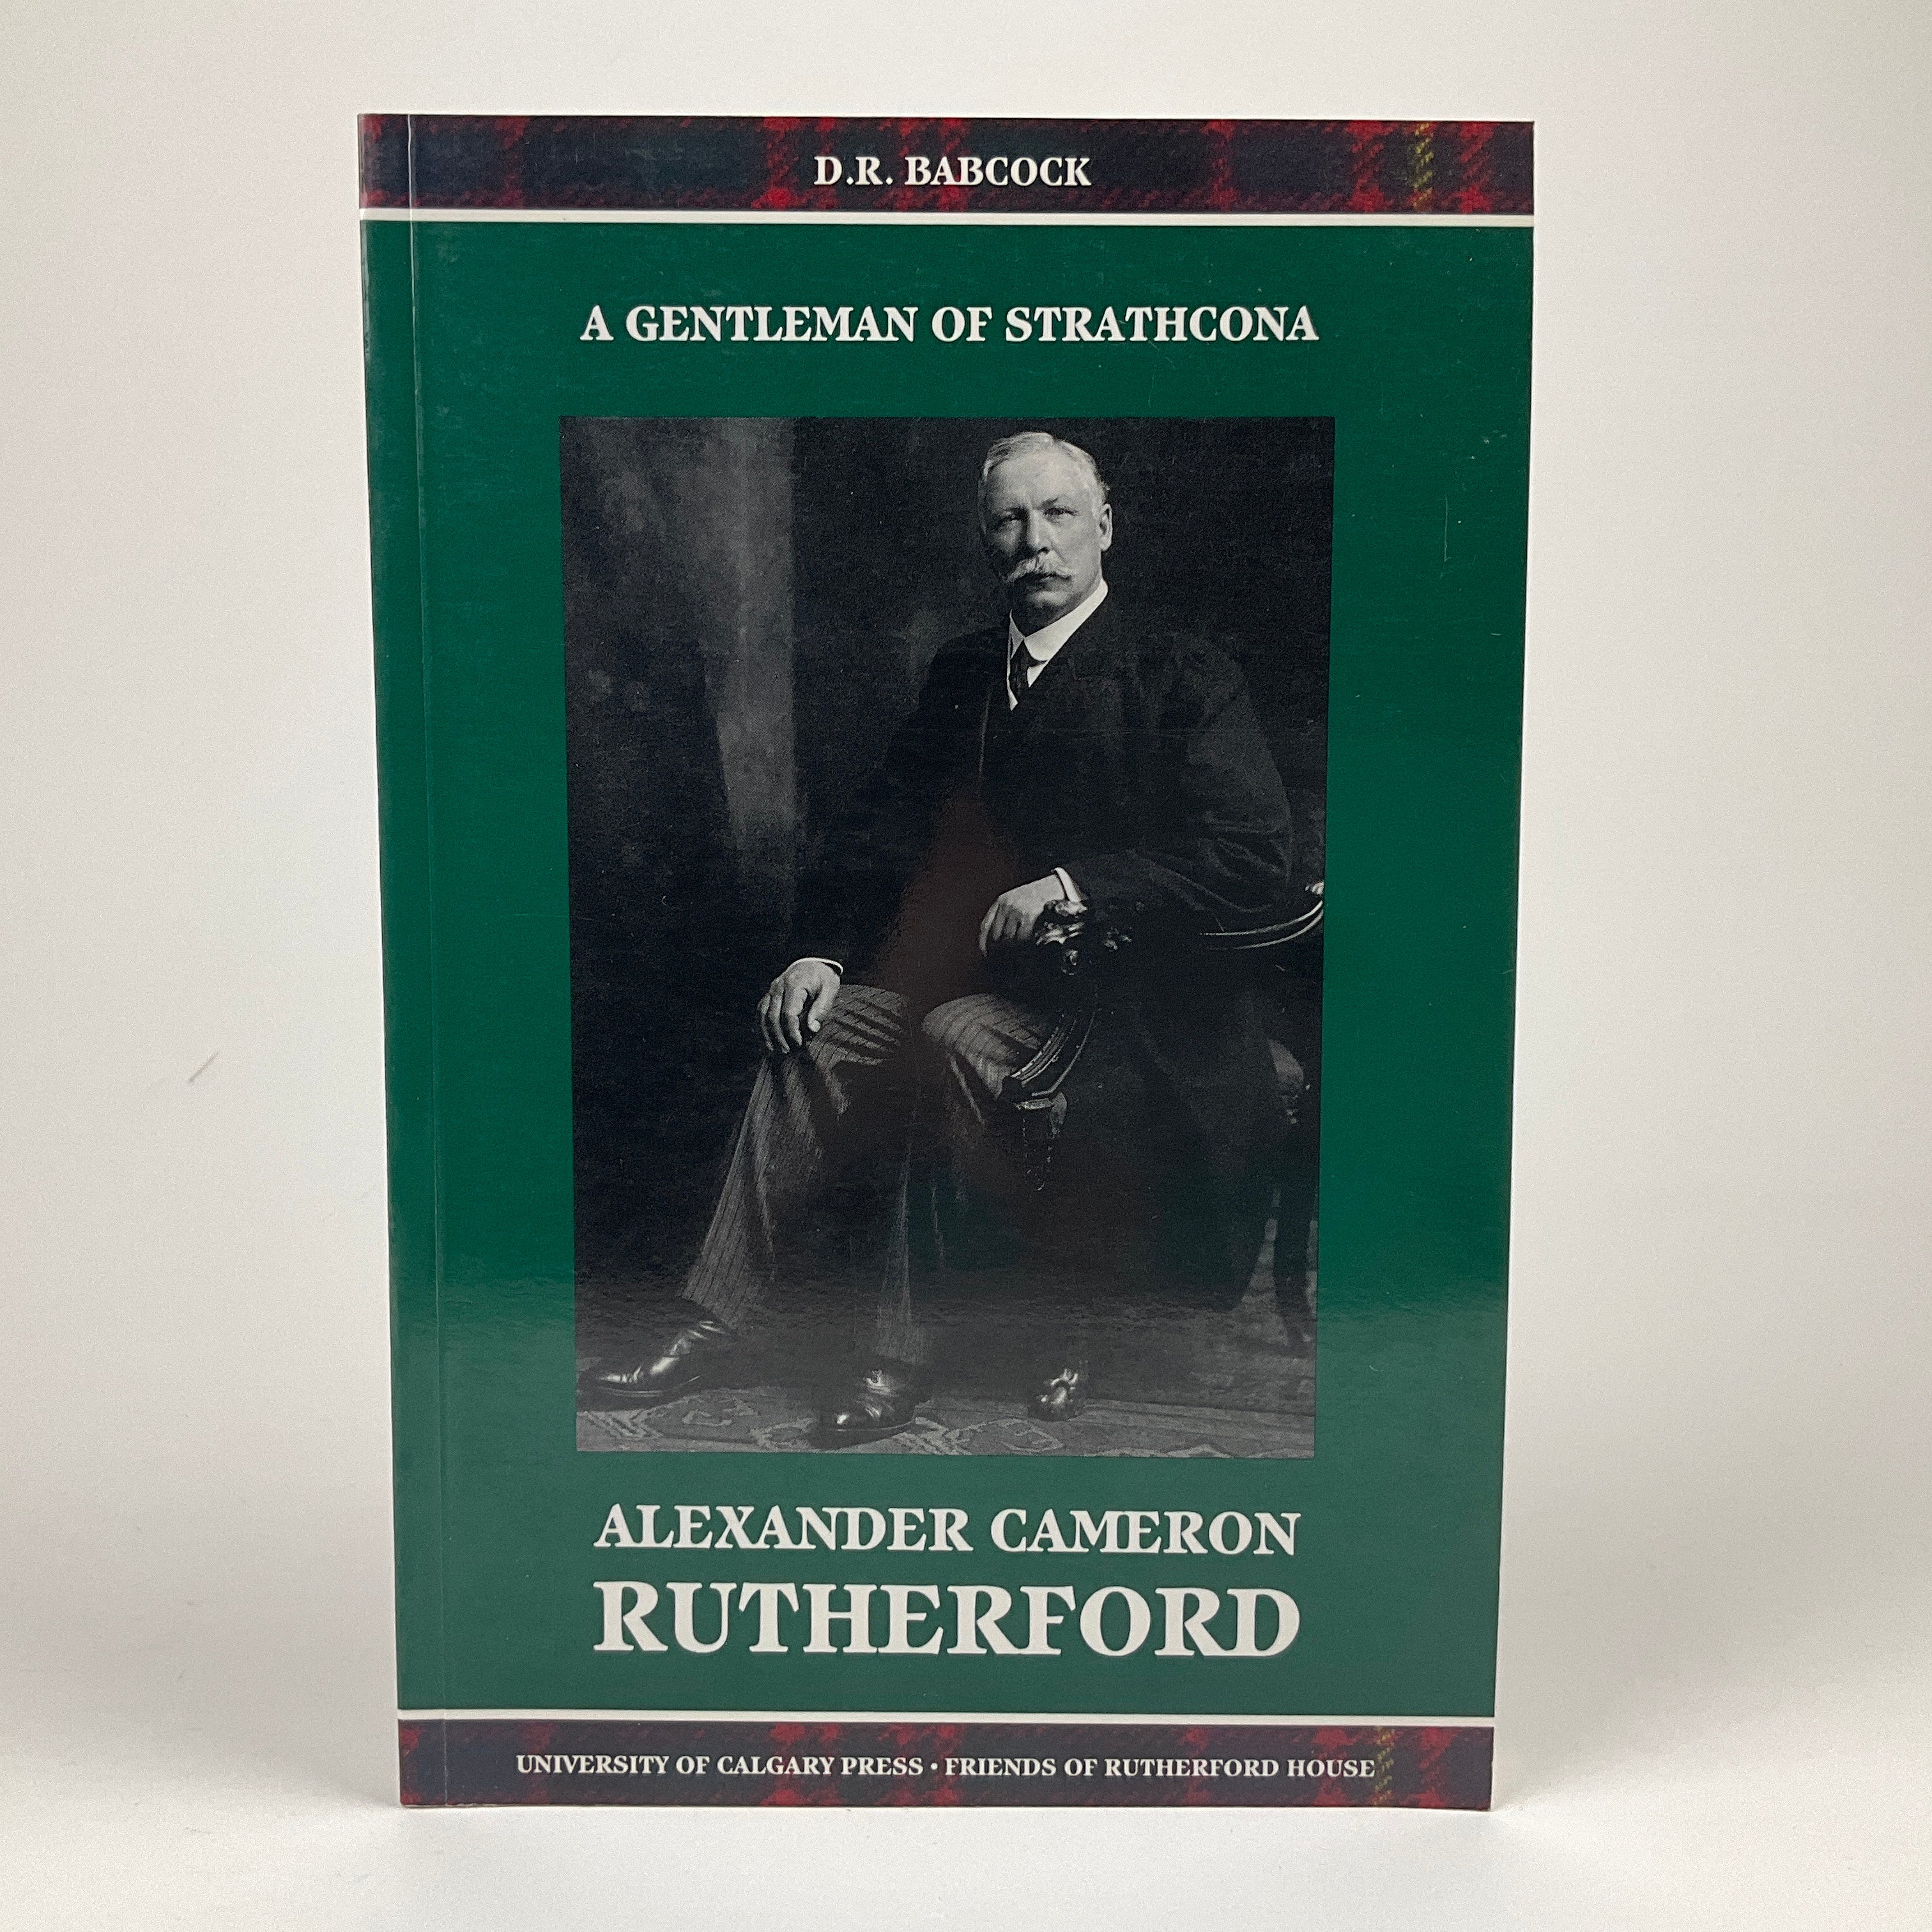 D.R. BABCOCK
A GENTLEMAN OF STRATHCONA
ALEXANDER CAMERON
RUTHERFORD
UNIVERSITY OF CALGARY PRESS • FRIENDS OF RUTHERFORD HOUSE